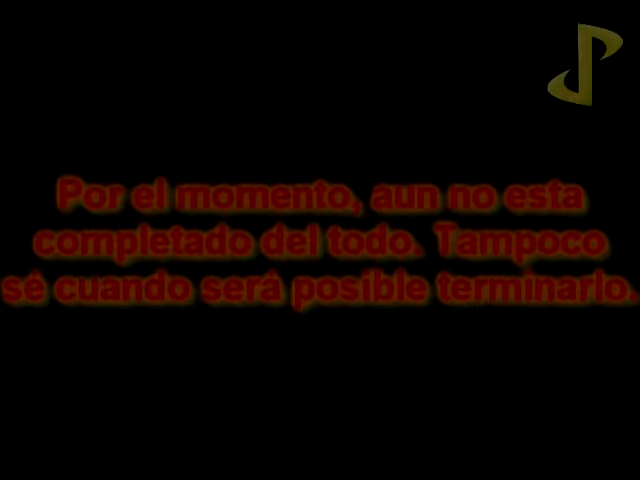 Por el momento, aun no esta
completado del todo. Tampoco
sé cuando será posible terminarlo.